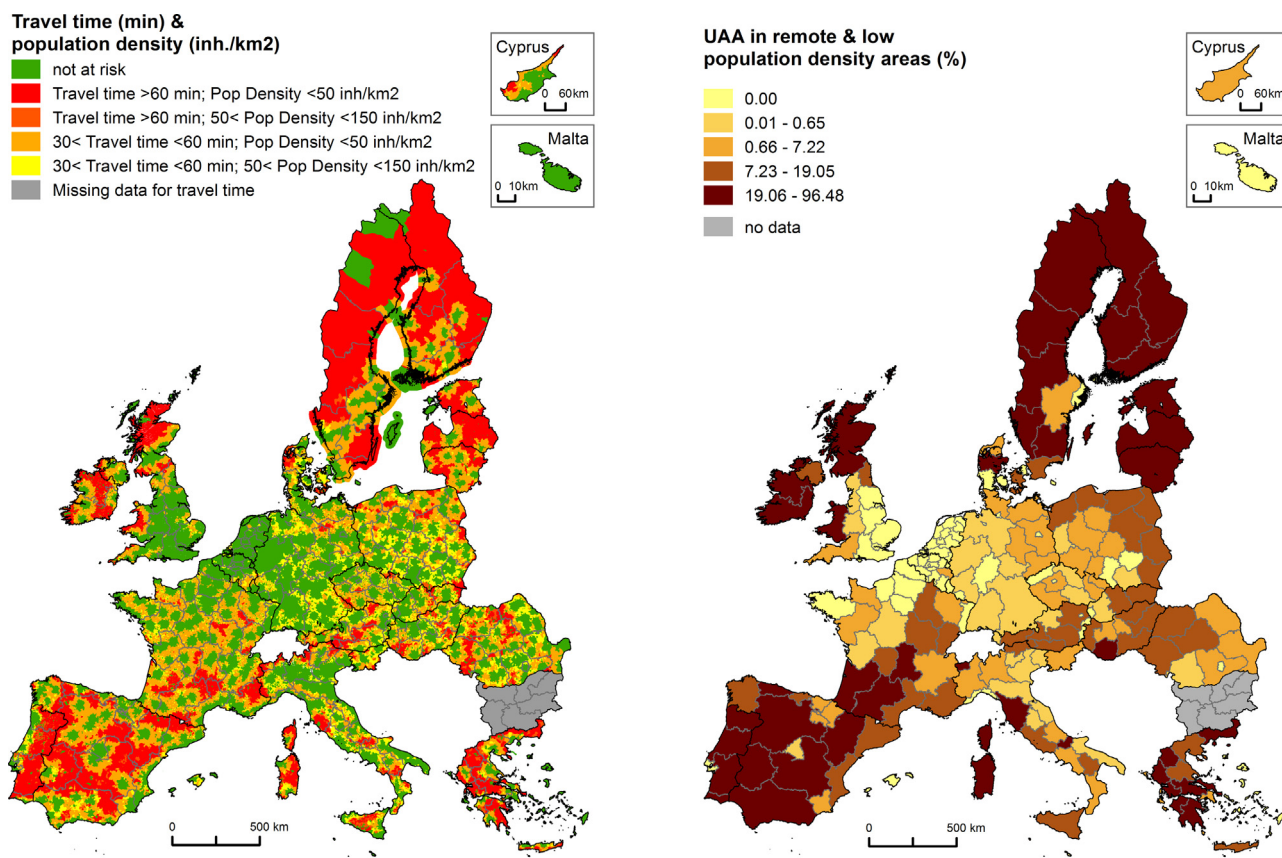 Travel time (min) &
population density (inh./km2)
not at risk
Travel time >60 min; Pop Density <50 inh/km2
Travel time >60 min; 50< Pop Density <150 inh/km2
30< Travel time <60 min; Pop Density <50 inh/km2
30< Travel time <60 min; 50< Pop Density <150 inh/km2
Missing data for travel time
Cyprus
0 60km
Malta
0 10km
0 500 km
UAA in remote & low
population density areas (%)
0.00
0.01 - 0.65
0.66 - 7.22
7.23 - 19.05
19.06 - 96.48
no data
Cyprus
0 60km
Malta
0 10km
0 500 km